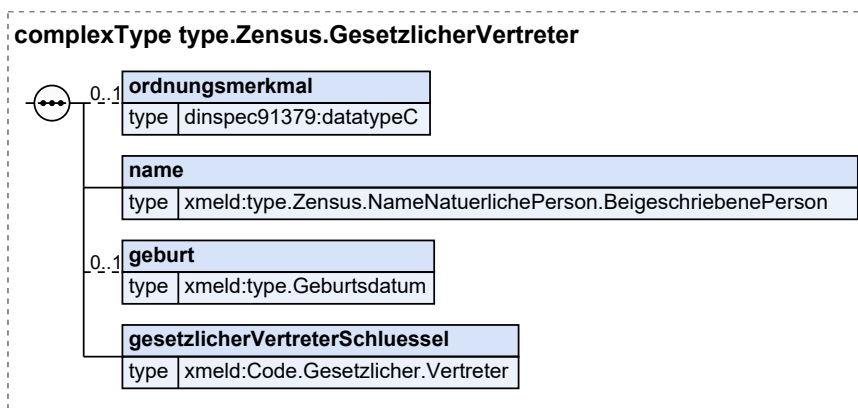 complexType type.Zensus.GesetzlicherVertreter
0..1 ordnungsmerkmal
type dinspec91379:datatypeC
name
type xmeld:type.Zensus.NameNatuerlichePerson.BeigeschriebenePerson
0..1 geburt
type xmeld:type.Geburtsdatum
gesetzlicherVertreterSchluessel
type xmeld:Code.Gesetzlicher.Vertreter